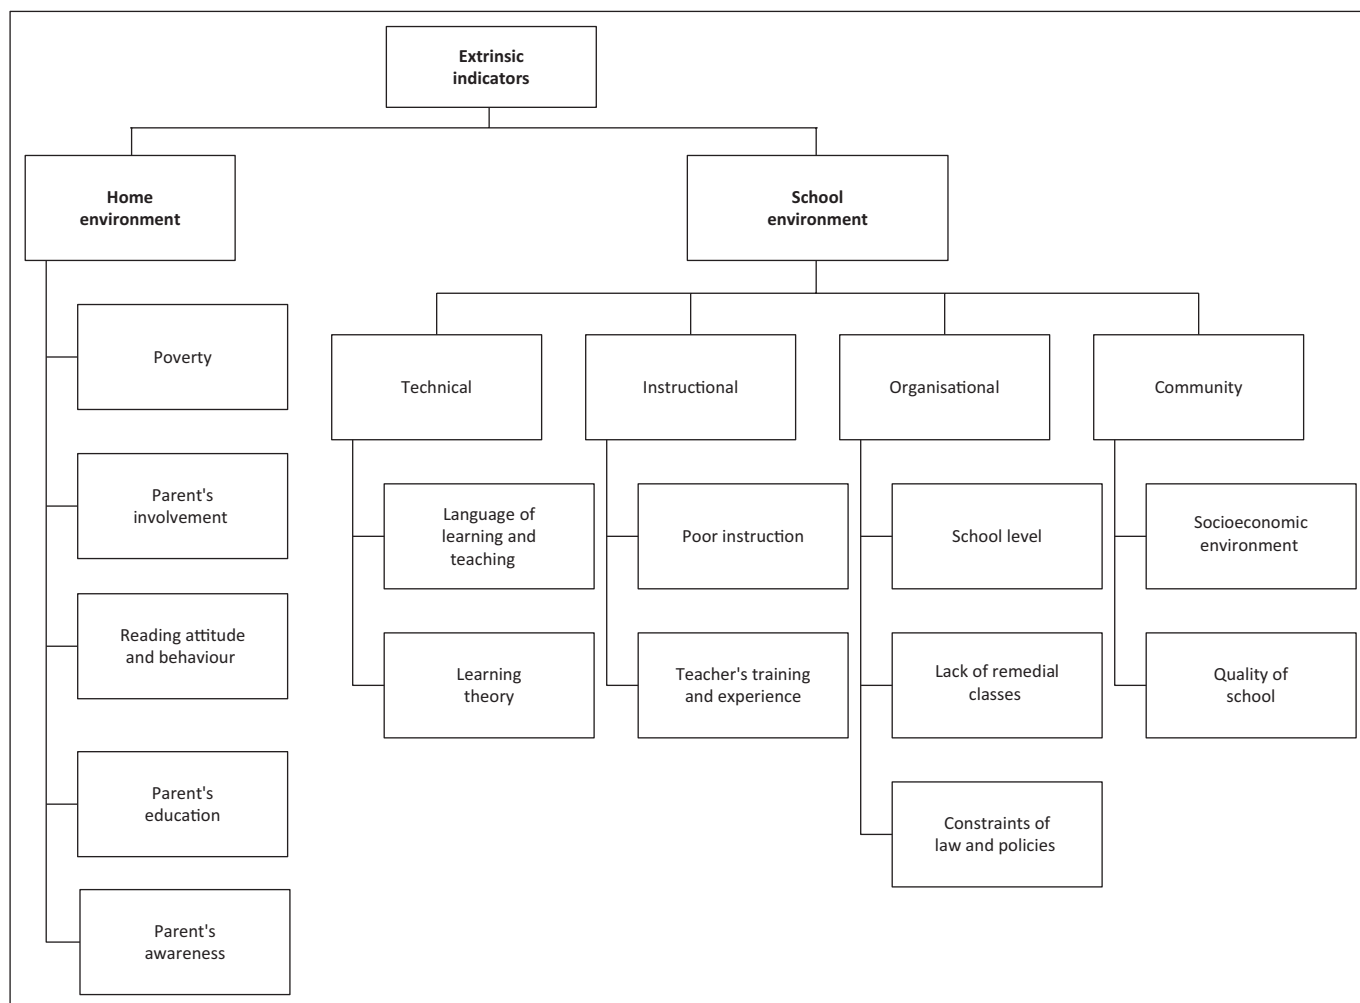 Extrinsic
indicators
Home
environment
School
environment
Poverty
Parent's
involvement
Reading attitude
and behaviour
Parent's
education
Parent's
awareness
Technical
Language of
learning and
teaching
Learning
theory
Instructional
Poor instruction
Teacher's training
and experience
Organisational
School level
Lack of remedial
classes
Constraints of
law and policies
Community
Socioeconomic
environment
Quality of
school